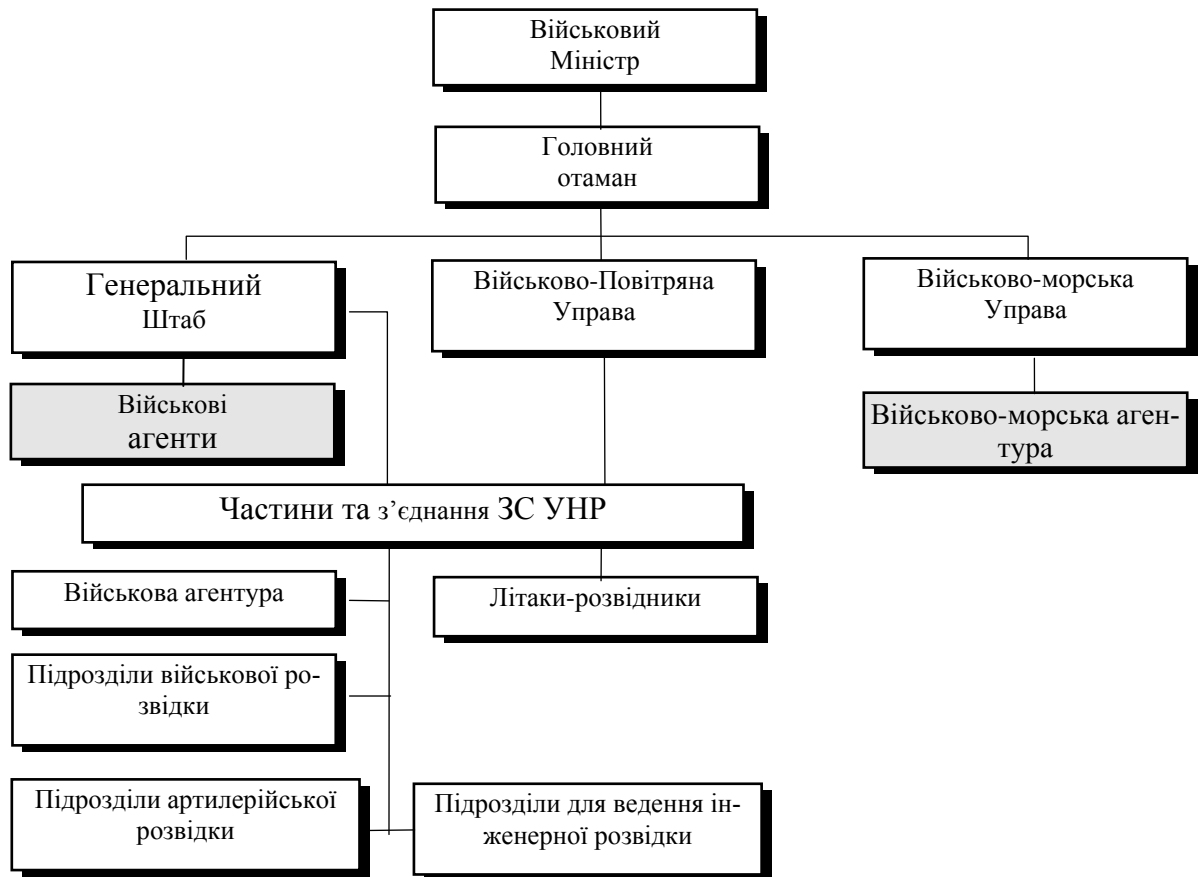 Військовий
Міністр
Головний
отаман
Генеральний
Штаб
Військово-Повітряна
Управа
Військово-морська
Управа
Військові
агенти
Військово-морська аген-
тура
Частини та з’єднання ЗС УНР
Військова агентура
Літаки-розвідники
Підрозділи військової ро-
звідки
Підрозділи артилерійської
розвідки
Підрозділи для ведення ін-
женерної розвідки